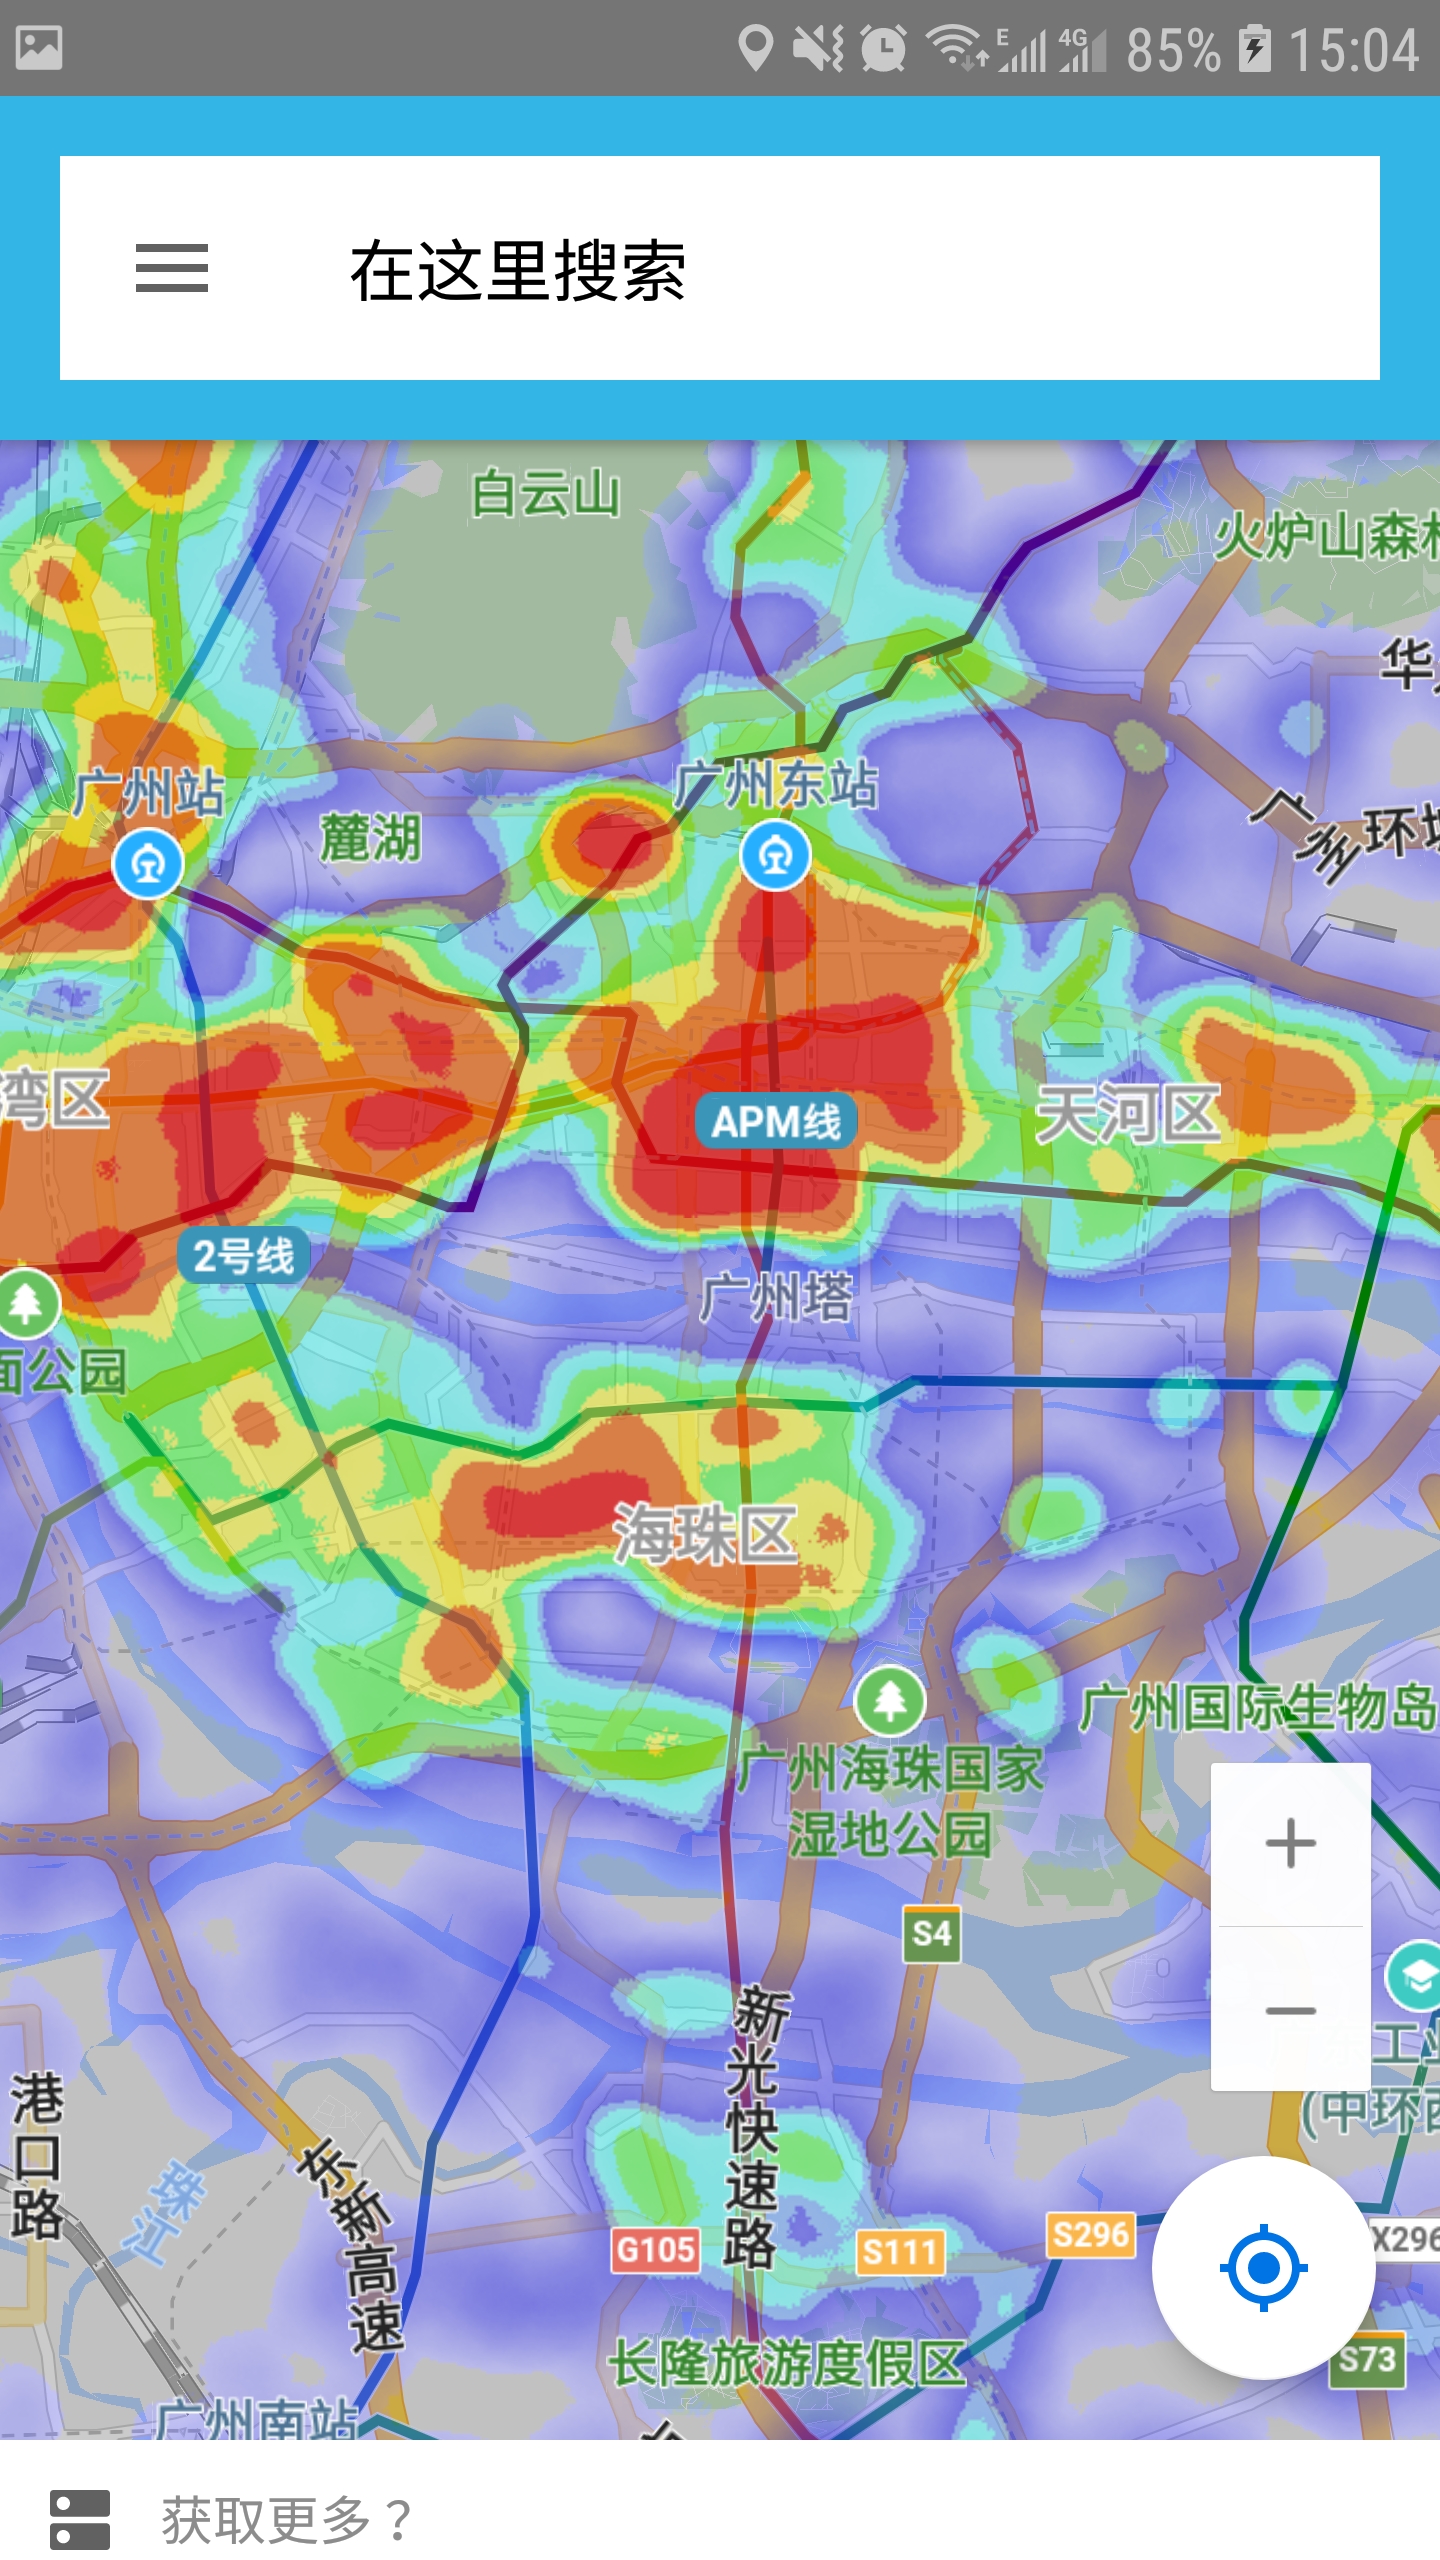 E 4G 85% 15:04
在这里搜索
白云山
火炉山森林
广州站
广州东站
麓湖
广州环城
湾区
APM线
天河区
2号线
广州塔
面公园
海珠区
广州国际生物岛
广州海珠国家
湿地公园
S4
新光快速路
港口路
珠江
东新高速
工业
(中环西
G105
S111
S296
X296
S73
长隆旅游度假区
广州南站
获取更多？